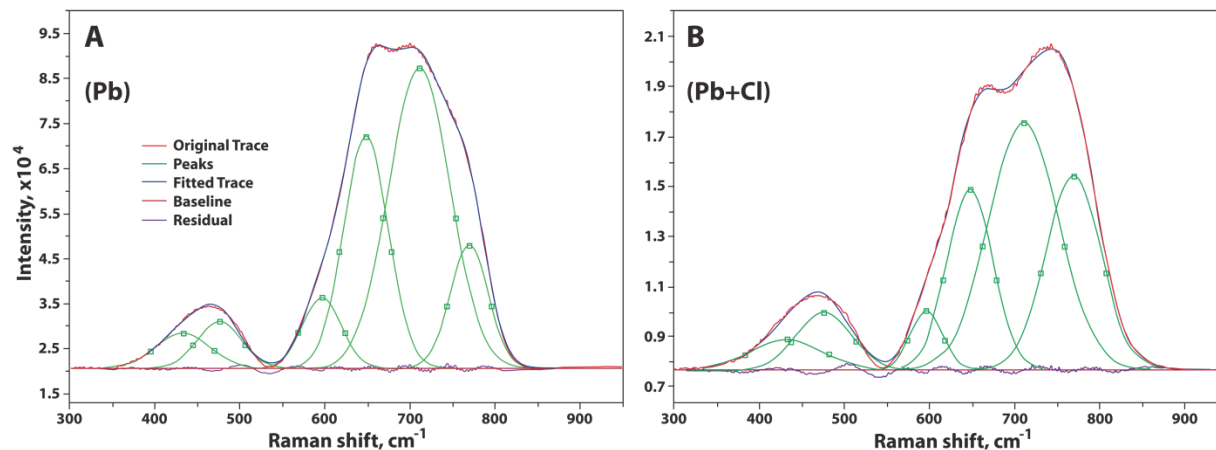 A
(Pb)
9.5
8.5
7.5
6.5
5.5
4.5
3.5
2.5
1.5
Intensity, x10⁴
Original Trace
Peaks
Fitted Trace
Baseline
Residual
300 400 500 600 700 800 900
Raman shift, cm⁻¹
B
(Pb+Cl)
2.1
1.9
1.7
1.5
1.3
1.1
0.9
0.7
300 400 500 600 700 800 900
Raman shift, cm⁻¹